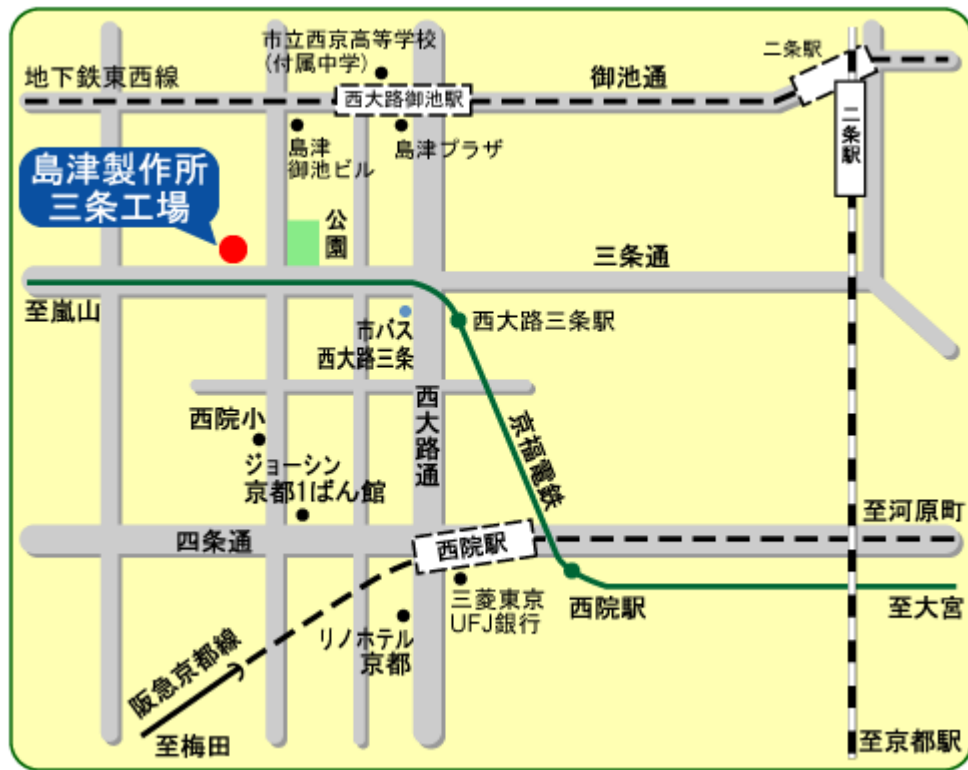 市立西京高等学校
(付属中学)
二条駅
地下鉄東西線
御池通
西大路御池駅
二条駅
島津
御池ビル
島津プラザ
島津製作所
三条工場
公園
三条通
至嵐山
市バス
西大路三条
西大路三条駅
西大路通
西院小
京福電鉄
ジョーシン
京都1ばん館
至河原町
四条通
西院駅
三菱東京
UFJ銀行
西院駅
至大宮
リノホテル
京都
阪急京都線
至梅田
至京都駅